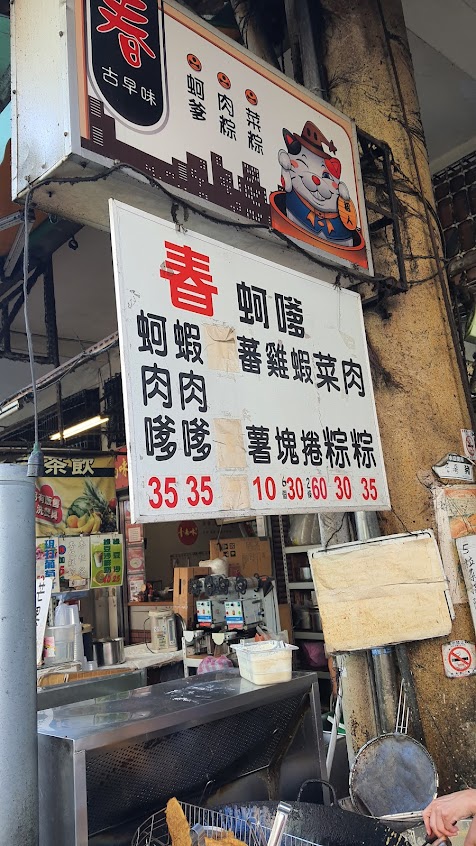 春
古早味
蚵爹
肉粽
菜粽
春 蚵嗲
蚵肉嗲 35
蝦肉嗲 35
蕃薯 10
雞塊 30
蝦捲 60
菜粽 30
肉粽 35
茶飲